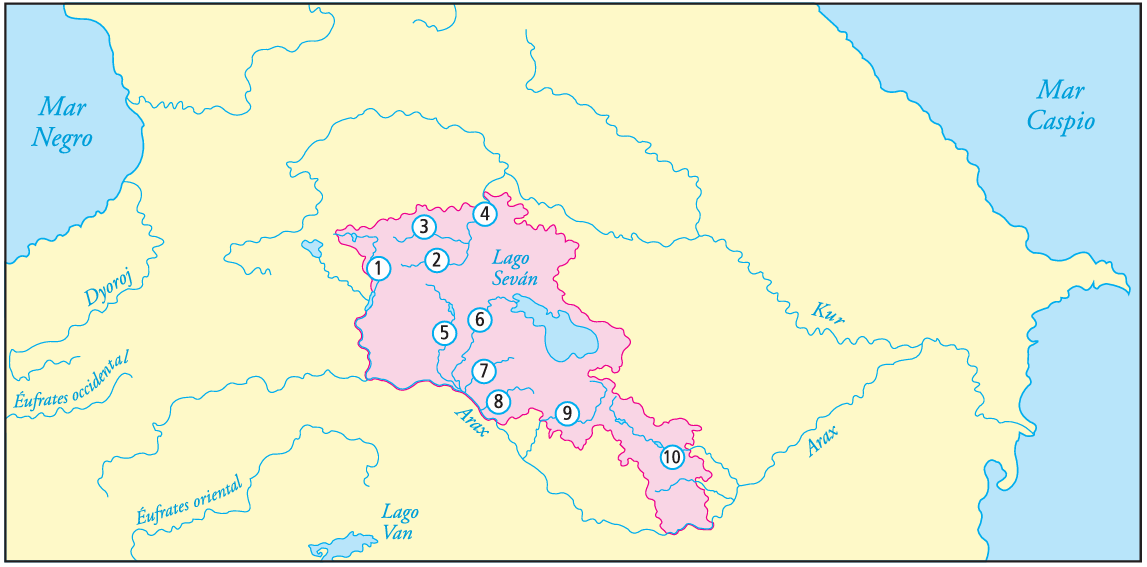 Mar
Negro
Mar
Caspio
4
3
2
1
Lago
Seván
Dyoroj
Kur
6
5
7
Éufrates occidental
8
9
Arax
Arax
10
Éufrates oriental
Lago
Van